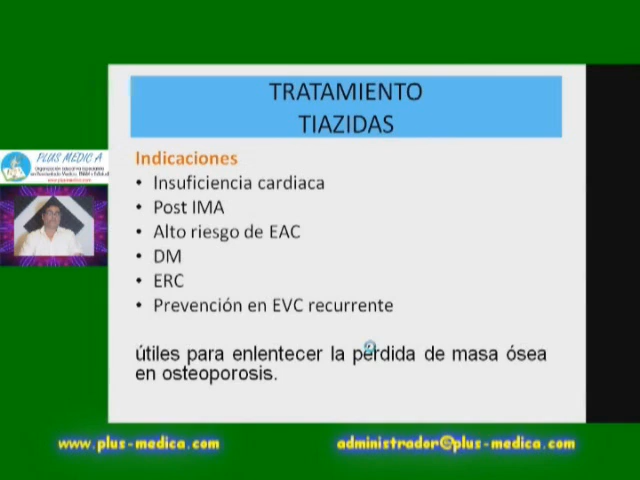 TRATAMIENTO
TIAZIDAS
Indicaciones
• Insuficiencia cardiaca
• Post IMA
• Alto riesgo de EAC
• DM
• ERC
• Prevención en EVC recurrente
útiles para enlentecer la pérdida de masa ósea
en osteoporosis.
PLUS MEDIC A
www.plus-medica.com
administrador@plus-medica.com